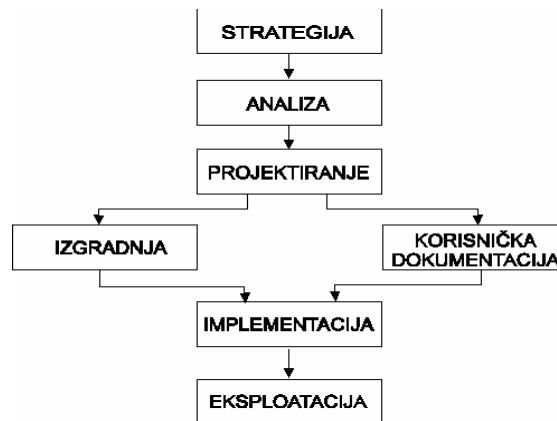 STRATEGIJA
ANALIZA
PROJEKTIRANJE
IZGRADNJA
KORISNIČKA
DOKUMENTACIJA
IMPLEMENTACIJA
EKSPLOATACIJA